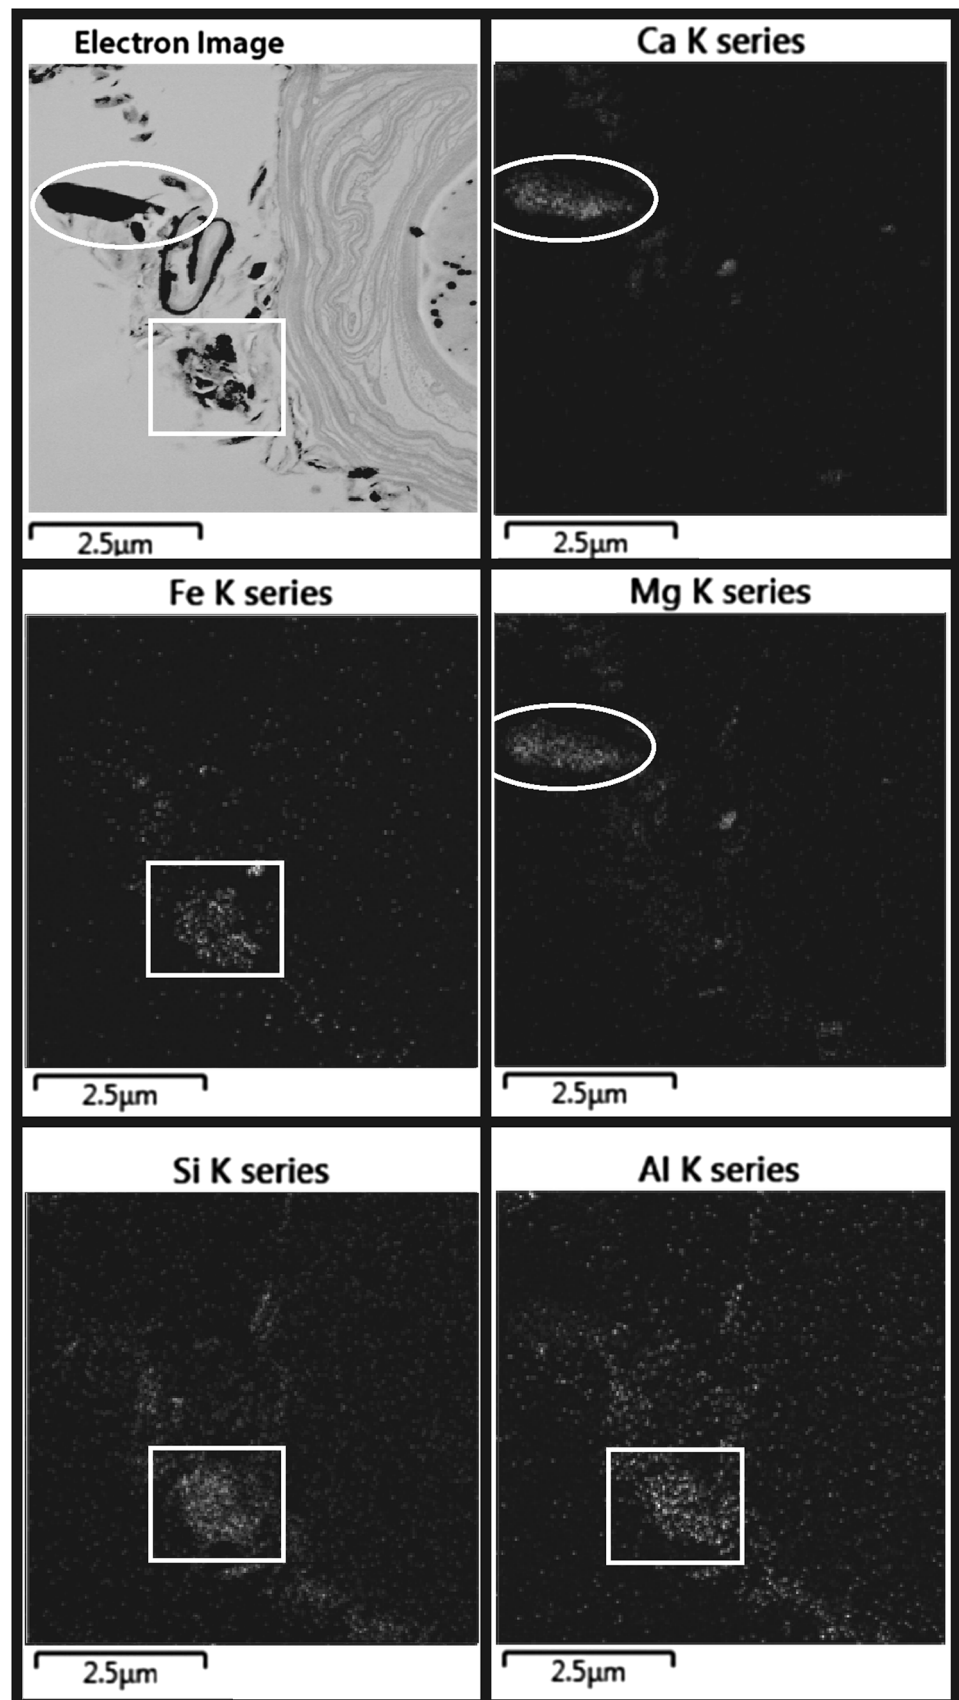 Electron Image
Ca K series
2.5μm
2.5μm
Fe K series
Mg K series
2.5μm
2.5μm
Si K series
Al K series
2.5μm
2.5μm